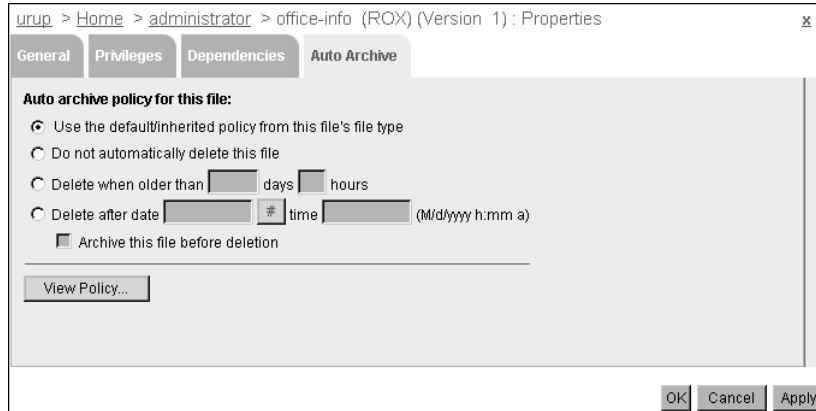 urup > Home > administrator > office-info (ROX) (Version 1) : Properties x
General Privileges Dependencies Auto Archive
Auto archive policy for this file:
Use the default/inherited policy from this file's file type
Do not automatically delete this file
Delete when older than days hours
Delete after date # time (M/d/yyyy h:mm a)
Archive this file before deletion
View Policy...
OK Cancel Apply